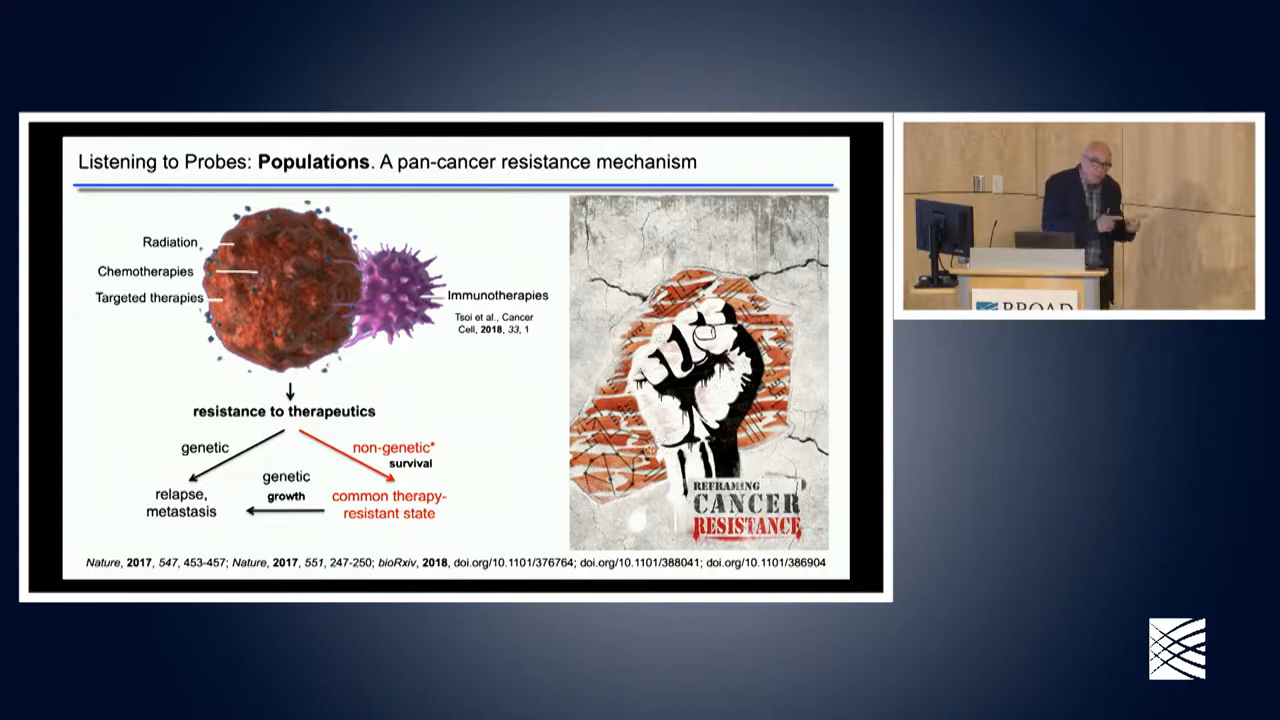 Listening to Probes: Populations. A pan-cancer resistance mechanism
Radiation
Chemotherapies
Targeted therapies
Immunotherapies
Tsoi et al., Cancer
Cell, 2018, 33, 1
resistance to therapeutics
genetic
non-genetic*
survival
genetic
growth
relapse,
metastasis
common therapy-
resistant state
REFRAMING
CANCER
RESISTANCE
Nature, 2017, 547, 453-457; Nature, 2017, 551, 247-250; bioRxiv, 2018, doi.org/10.1101/376764; doi.org/10.1101/388041; doi.org/10.1101/386904
BROAD